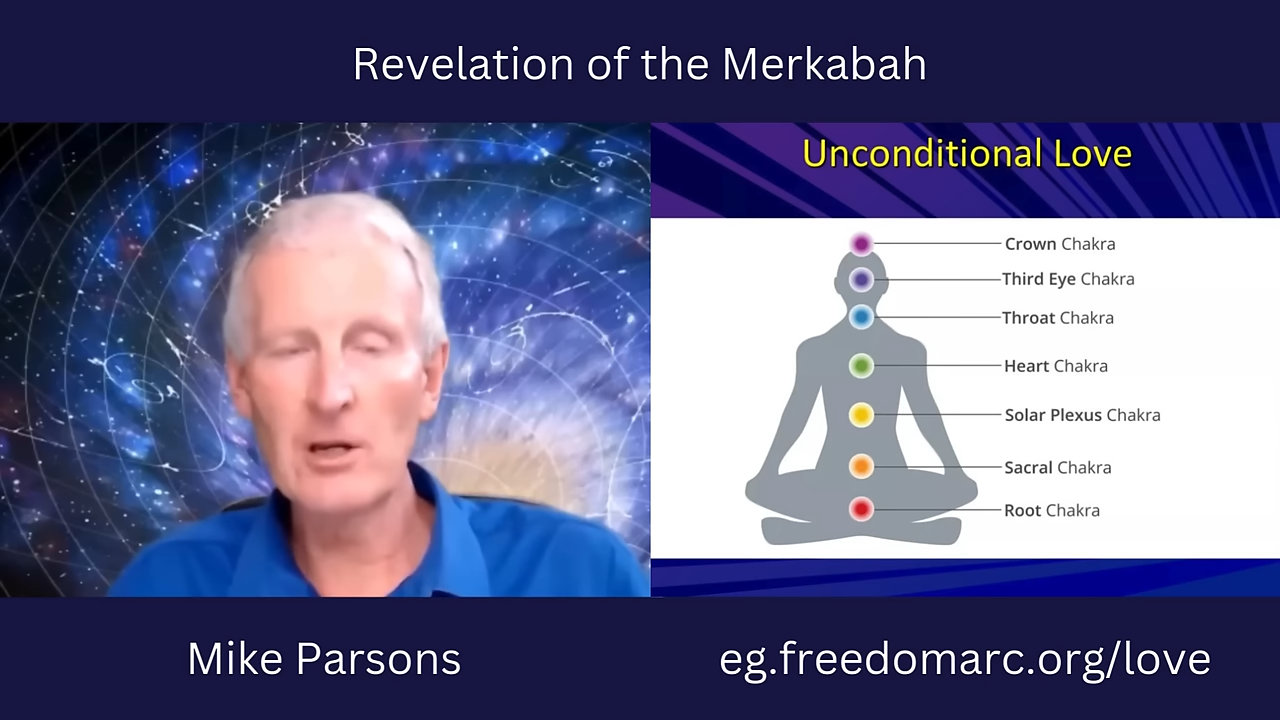 Revelation of the Merkabah
Unconditional Love
Crown Chakra
Third Eye Chakra
Throat Chakra
Heart Chakra
Solar Plexus Chakra
Sacral Chakra
Root Chakra
Mike Parsons
eg.freedomarc.org/love